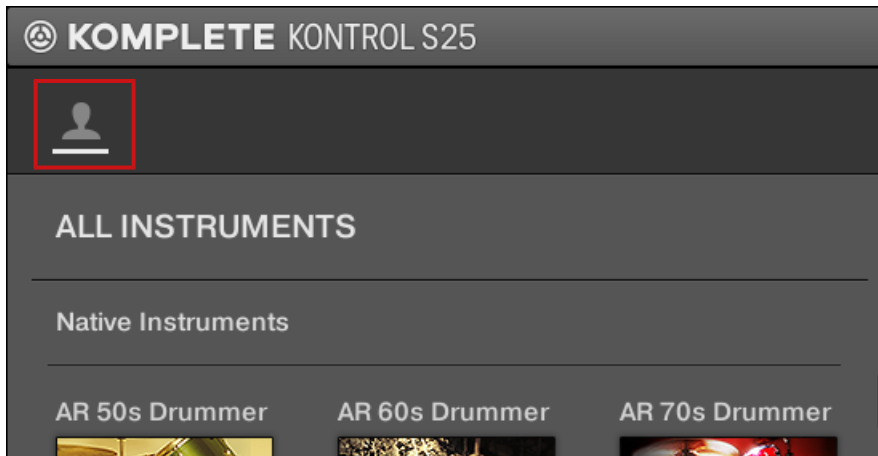 KOMPLETE KONTROL S25
ALL INSTRUMENTS
Native Instruments
AR 50s Drummer AR 60s Drummer AR 70s Drummer